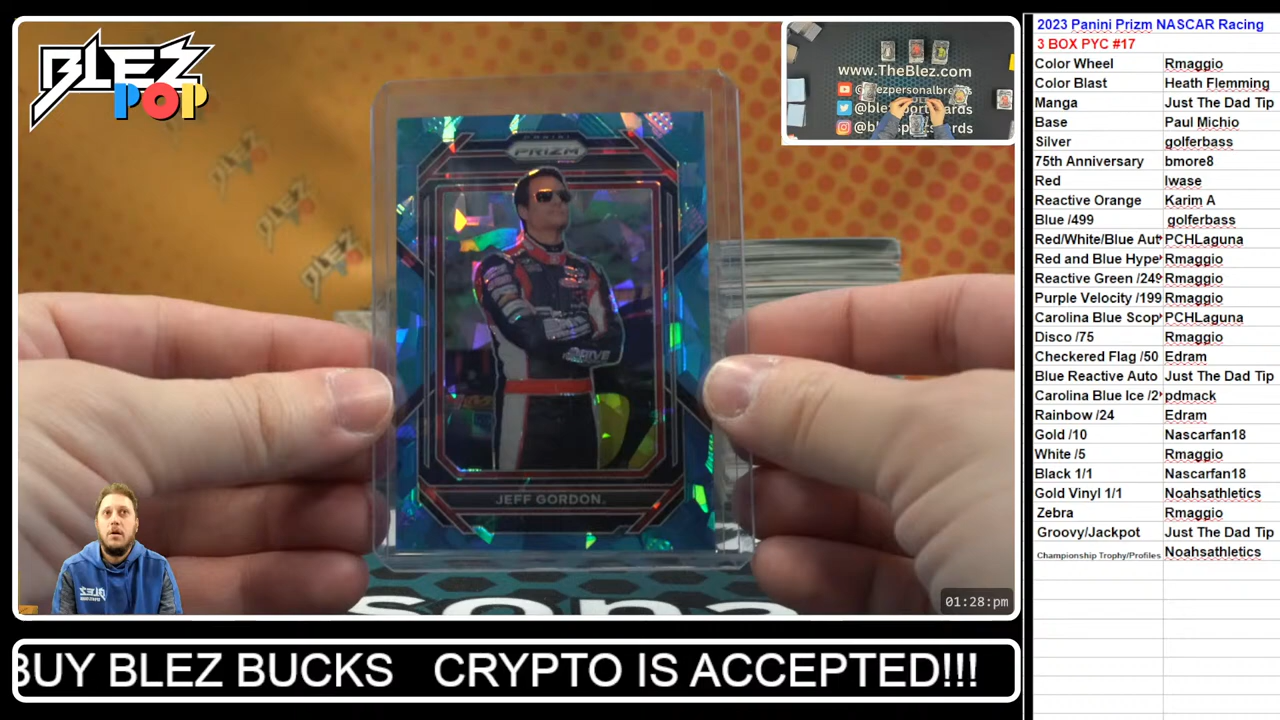 BLEZ
POP
PANINI
PRIZM
DRIVE
JEFF GORDON
www.TheBlez.com
01:28:pm
BUY BLEZ BUCKS CRYPTO IS ACCEPTED!!!
2023 Panini Prizm NASCAR Racing
3 BOX PYC #17
Color Wheel Rmaggio
Color Blast Heath Flemming
Manga Just The Dad Tip
Base Paul Michio
Silver golferbass
75th Anniversary bmore8
Red Iwase
Reactive Orange Karim A
Blue /499 golferbass
Red/White/Blue Aut PCHLaguna
Red and Blue Hype Rmaggio
Reactive Green /249 Rmaggio
Purple Velocity /199 Rmaggio
Carolina Blue Scop PCHLaguna
Disco /75 Rmaggio
Checkered Flag /50 Edram
Blue Reactive Auto Just The Dad Tip
Carolina Blue Ice /2 pdmack
Rainbow /24 Edram
Gold /10 Nascarfan18
White /5 Rmaggio
Black 1/1 Nascarfan18
Gold Vinyl 1/1 Noahsathletics
Zebra Rmaggio
Groovy/Jackpot Just The Dad Tip
Championship Trophy/Profiles Noahsathletics